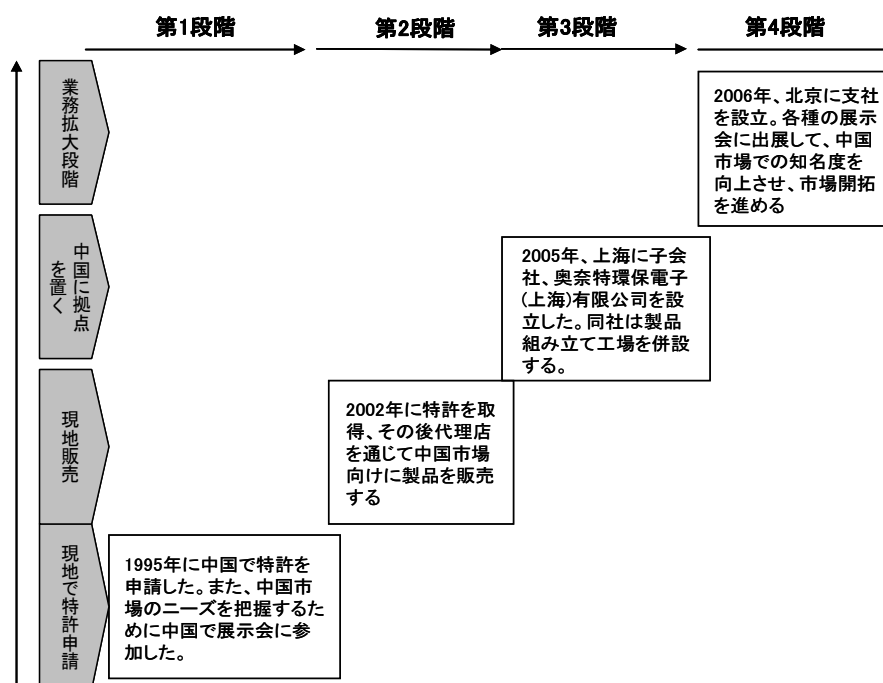 第1段階
第2段階
第3段階
第4段階
業務拡大段階
2006年、北京に支社
を設立。各種の展示
会に出展して、中国
市場での知名度を
向上させ、市場開拓
を進める
中国に拠点
を置く
2005年、上海に子会
社、奥奈特環保電子
(上海)有限公司を設
立した。同社は製品
組み立て工場を併設
する。
現地販売
2002年に特許を取
得、その後代理店
を通じて中国市場
向けに製品を販売
する
現地で特許申請
1995年に中国で特許を
申請した。また、中国市
場のニーズを把握するた
めに中国で展示会に参
加した。